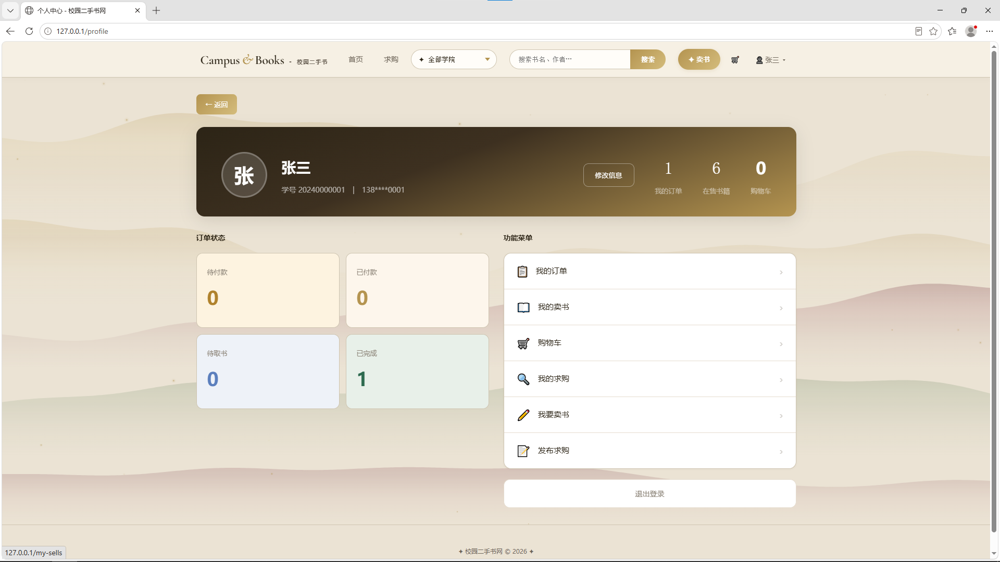 个人中心 - 校园二手书网
127.0.0.1/profile
Campus & Books - 校园二手书
首页
求购
✦ 全部学院
搜索书名、作者…
搜索
✦ 卖书
张三
← 返回
张
张三
学号 20240000001 | 138****0001
修改信息
1
我的订单
6
在售书籍
0
购物车
订单状态
待付款
0
已付款
0
待取书
0
已完成
1
功能菜单
我的订单
我的卖书
购物车
我的求购
我要卖书
发布求购
退出登录
✦ 校园二手书网 © 2026 ✦
127.0.0.1/my-sells